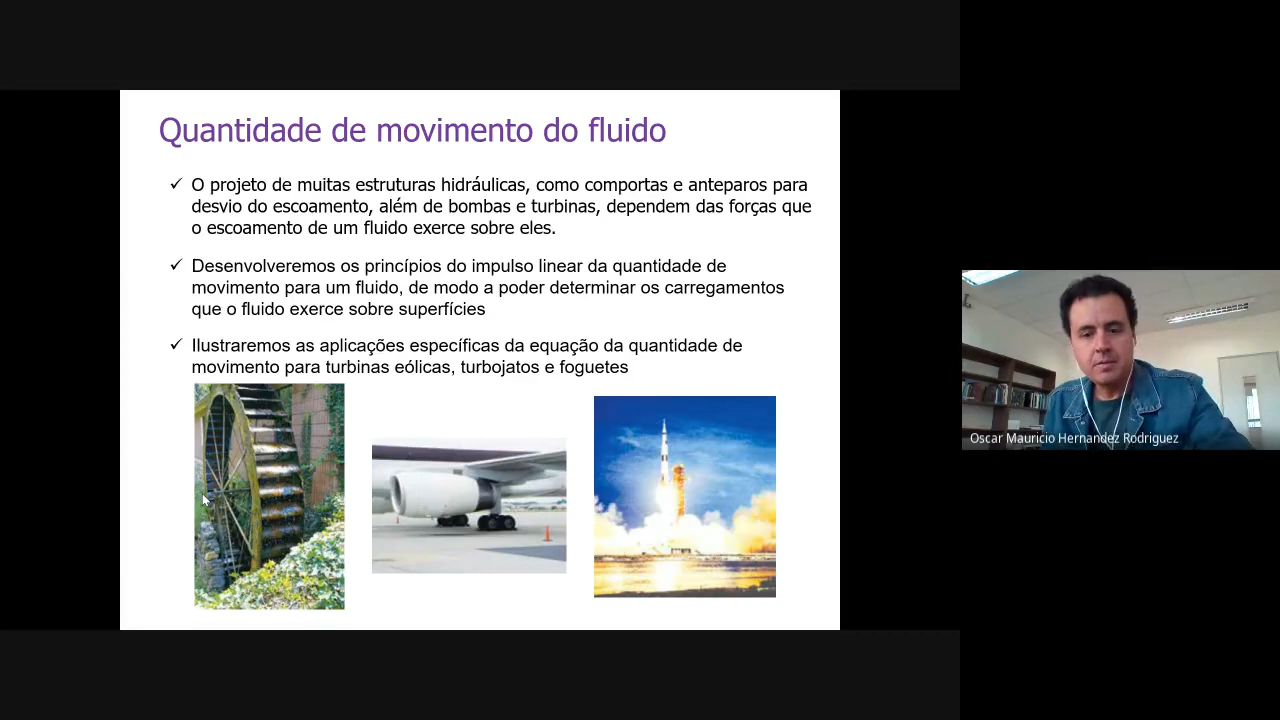 Quantidade de movimento do fluido
✓ O projeto de muitas estruturas hidráulicas, como comportas e anteparos para
desvio do escoamento, além de bombas e turbinas, dependem das forças que
o escoamento de um fluido exerce sobre eles.
✓ Desenvolveremos os princípios do impulso linear da quantidade de
movimento para um fluido, de modo a poder determinar os carregamentos
que o fluido exerce sobre superfícies
✓ Ilustraremos as aplicações específicas da equação da quantidade de
movimento para turbinas eólicas, turbojatos e foguetes
Oscar Mauricio Hernandez Rodriguez